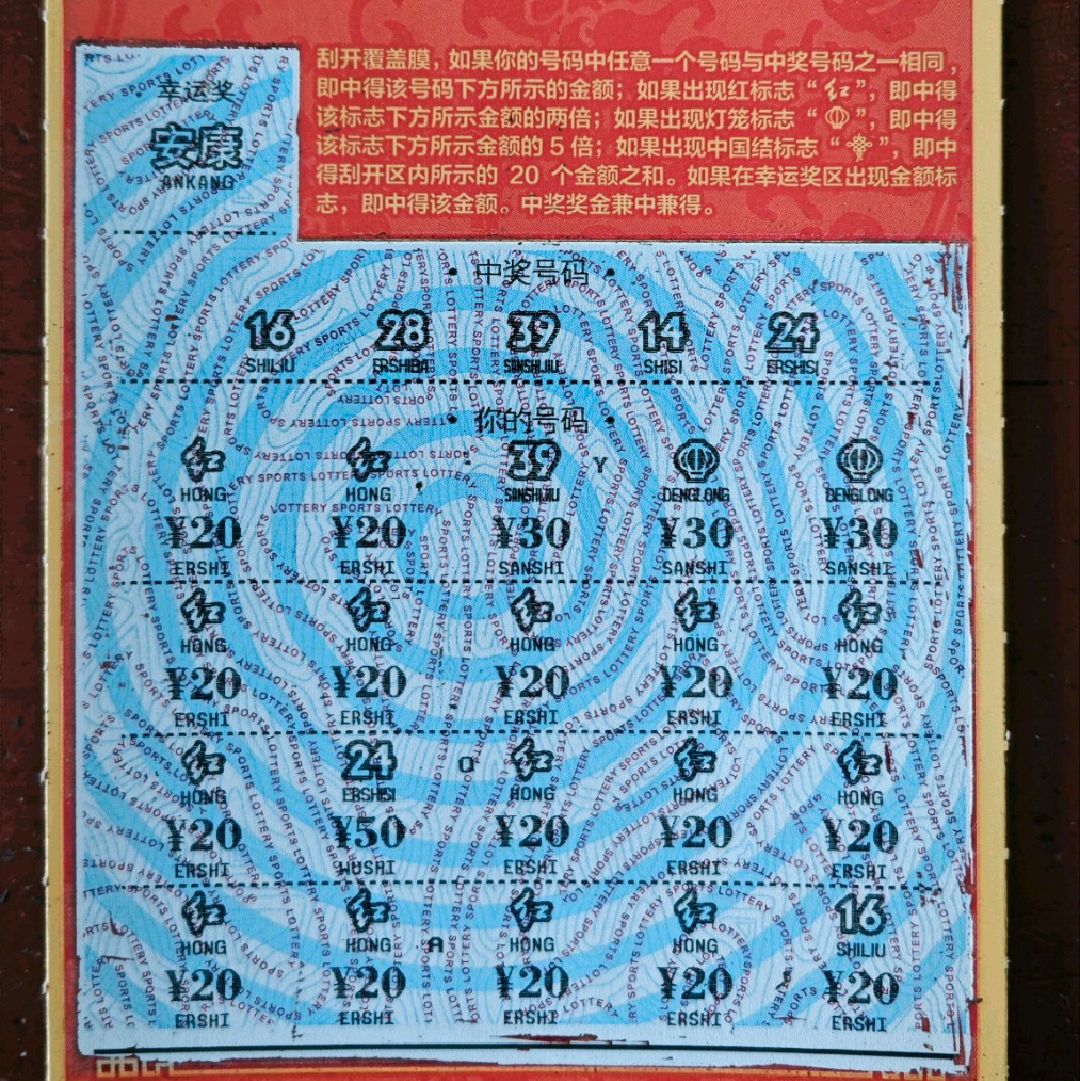 刮开覆盖膜，如果你的号码中任意一个号码与中奖号码之一相同，
即中得该号码下方所示的金额；如果出现红标志“红”，即中得
该标志下方所示金额的两倍；如果出现灯笼标志“”，即中得
该标志下方所示金额的5倍；如果出现中国结标志“”，即中
得刮开区内所示的 20 个金额之和。如果在幸运奖区出现金额标
志，即中得该金额。中奖奖金兼中兼得。
幸运奖
安康
ANKANG
中奖号码
16 28 39 14 24
SHILIU ERSHIBA SANSHIJIU SHISI ERSHISI
你的号码
红 红 39 Y
HONG HONG SANSHIJIU DENGLONG DENGLONG
¥20 ¥20 ¥30 ¥30 ¥30
ERSHI ERSHI SANSHI SANSHI SANSHI
红 红 红 红 红
HONG HONG HONG HONG HONG
¥20 ¥20 ¥20 ¥20 ¥20
ERSHI ERSHI ERSHI ERSHI ERSHI
红 24 Q 红 红 红
HONG ERSHISI HONG HONG HONG
¥20 ¥50 ¥20 ¥20 ¥20
ERSHI WUSHI ERSHI ERSHI ERSHI
红 红 红 红 16
HONG HONG A HONG HONG SHILIU
¥20 ¥20 ¥20 ¥20 ¥20
ERSHI ERSHI ERSHI ERSHI ERSHI